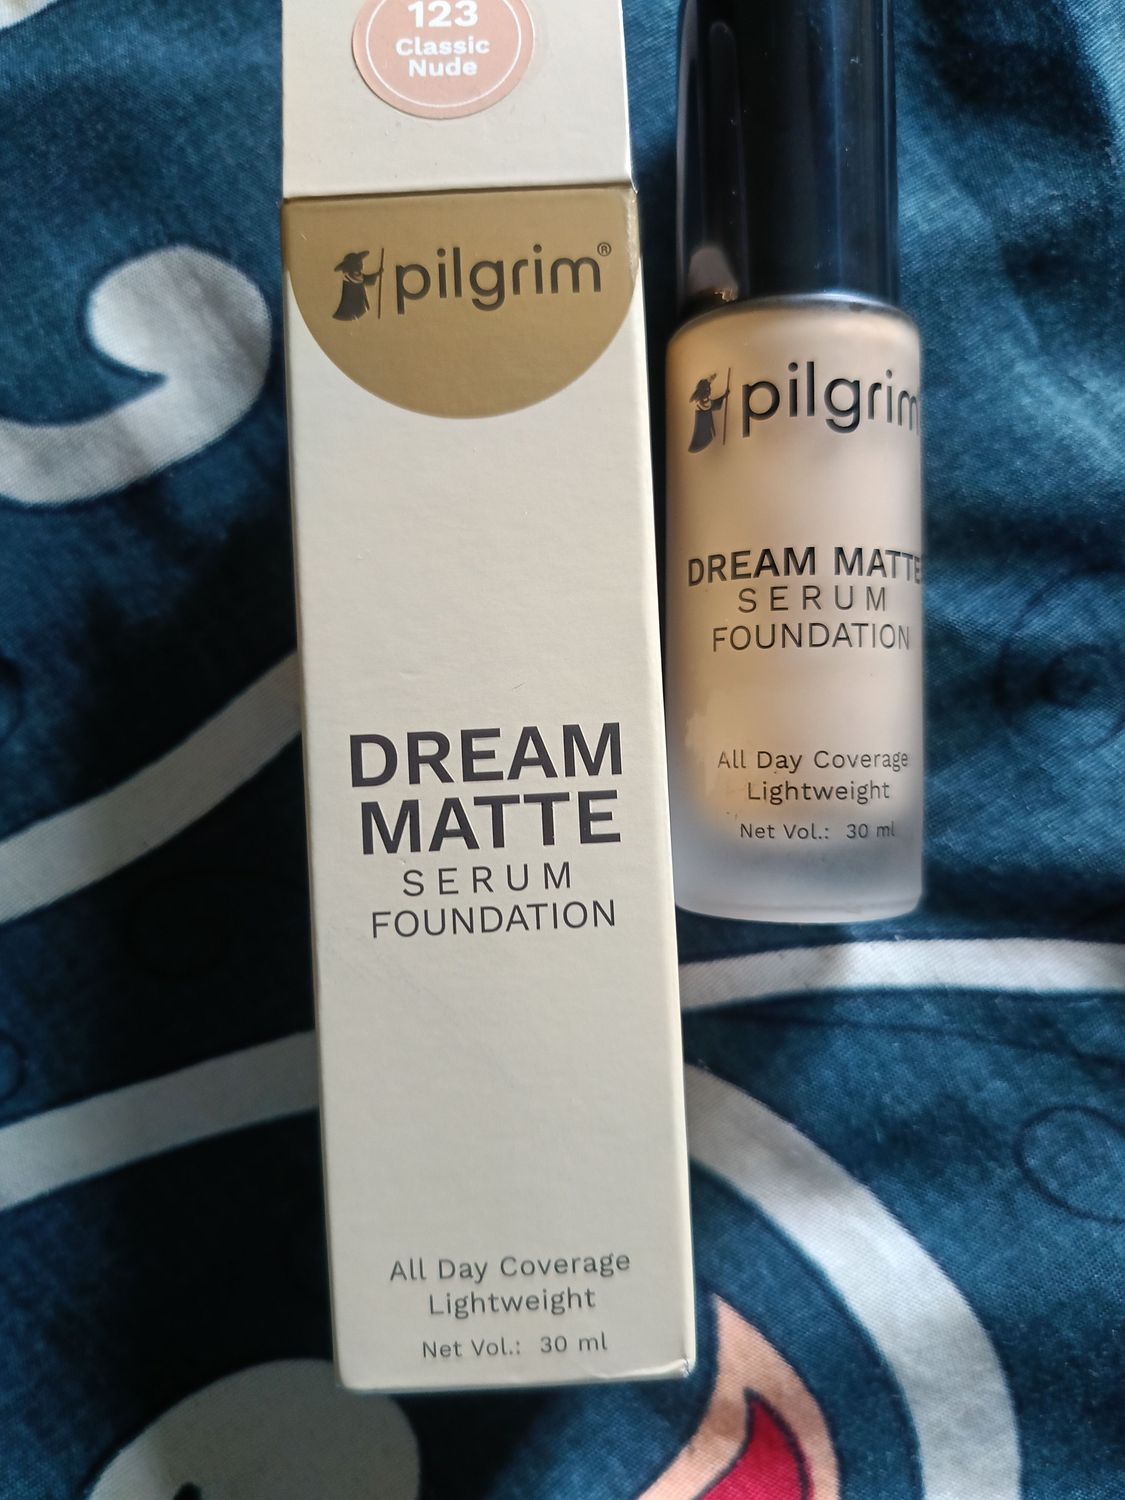 123
Classic
Nude
pilgrim®
DREAM
MATTE
SERUM
FOUNDATION
All Day Coverage
Lightweight
Net Vol.: 30 ml
pilgrim
DREAM MATTE
SERUM
FOUNDATION
All Day Coverage
Lightweight
Net Vol.: 30 ml